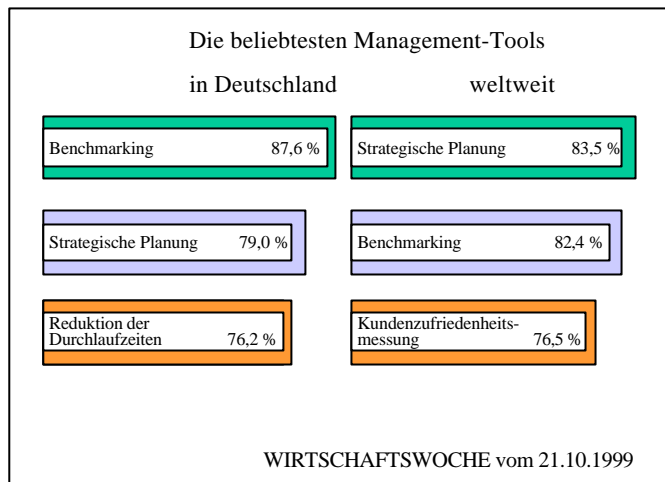 Die beliebtesten Management-Tools
in Deutschland weltweit
Benchmarking 87,6 % Strategische Planung 83,5 %
Strategische Planung 79,0 % Benchmarking 82,4 %
Reduktion der Kundenzufriedenheits-
Durchlaufzeiten 76,2 % messung 76,5 %
WIRTSCHAFTSWOCHE vom 21.10.1999